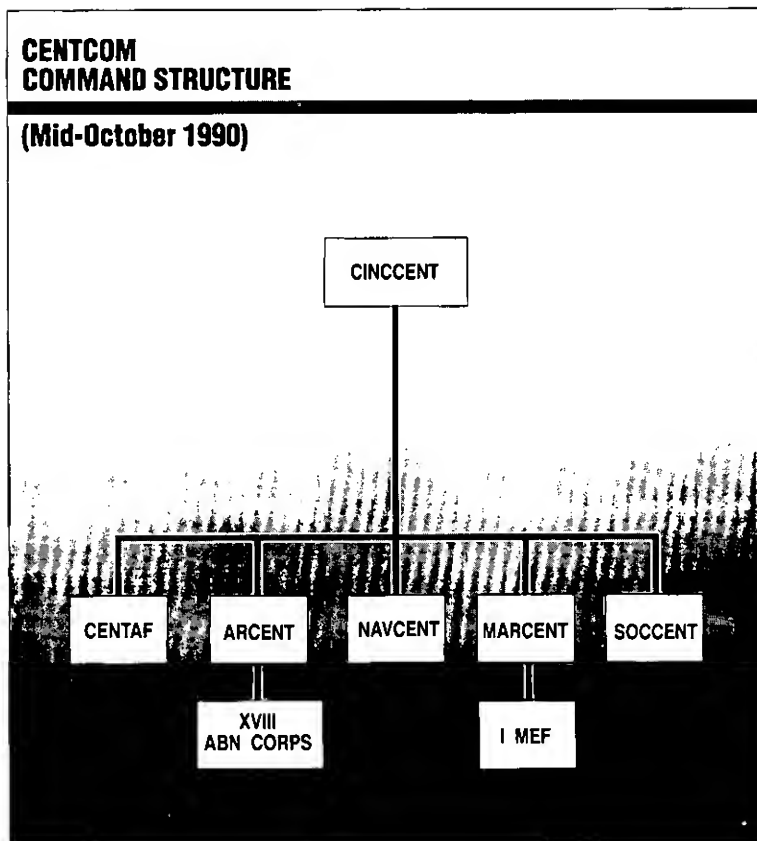 CENTCOM
COMMAND STRUCTURE
(Mid-October 1990)
CINCCENT
CENTAF
ARCENT
NAVCENT
MARCENT
SOCCENT
XVIII
ABN CORPS
I MEF